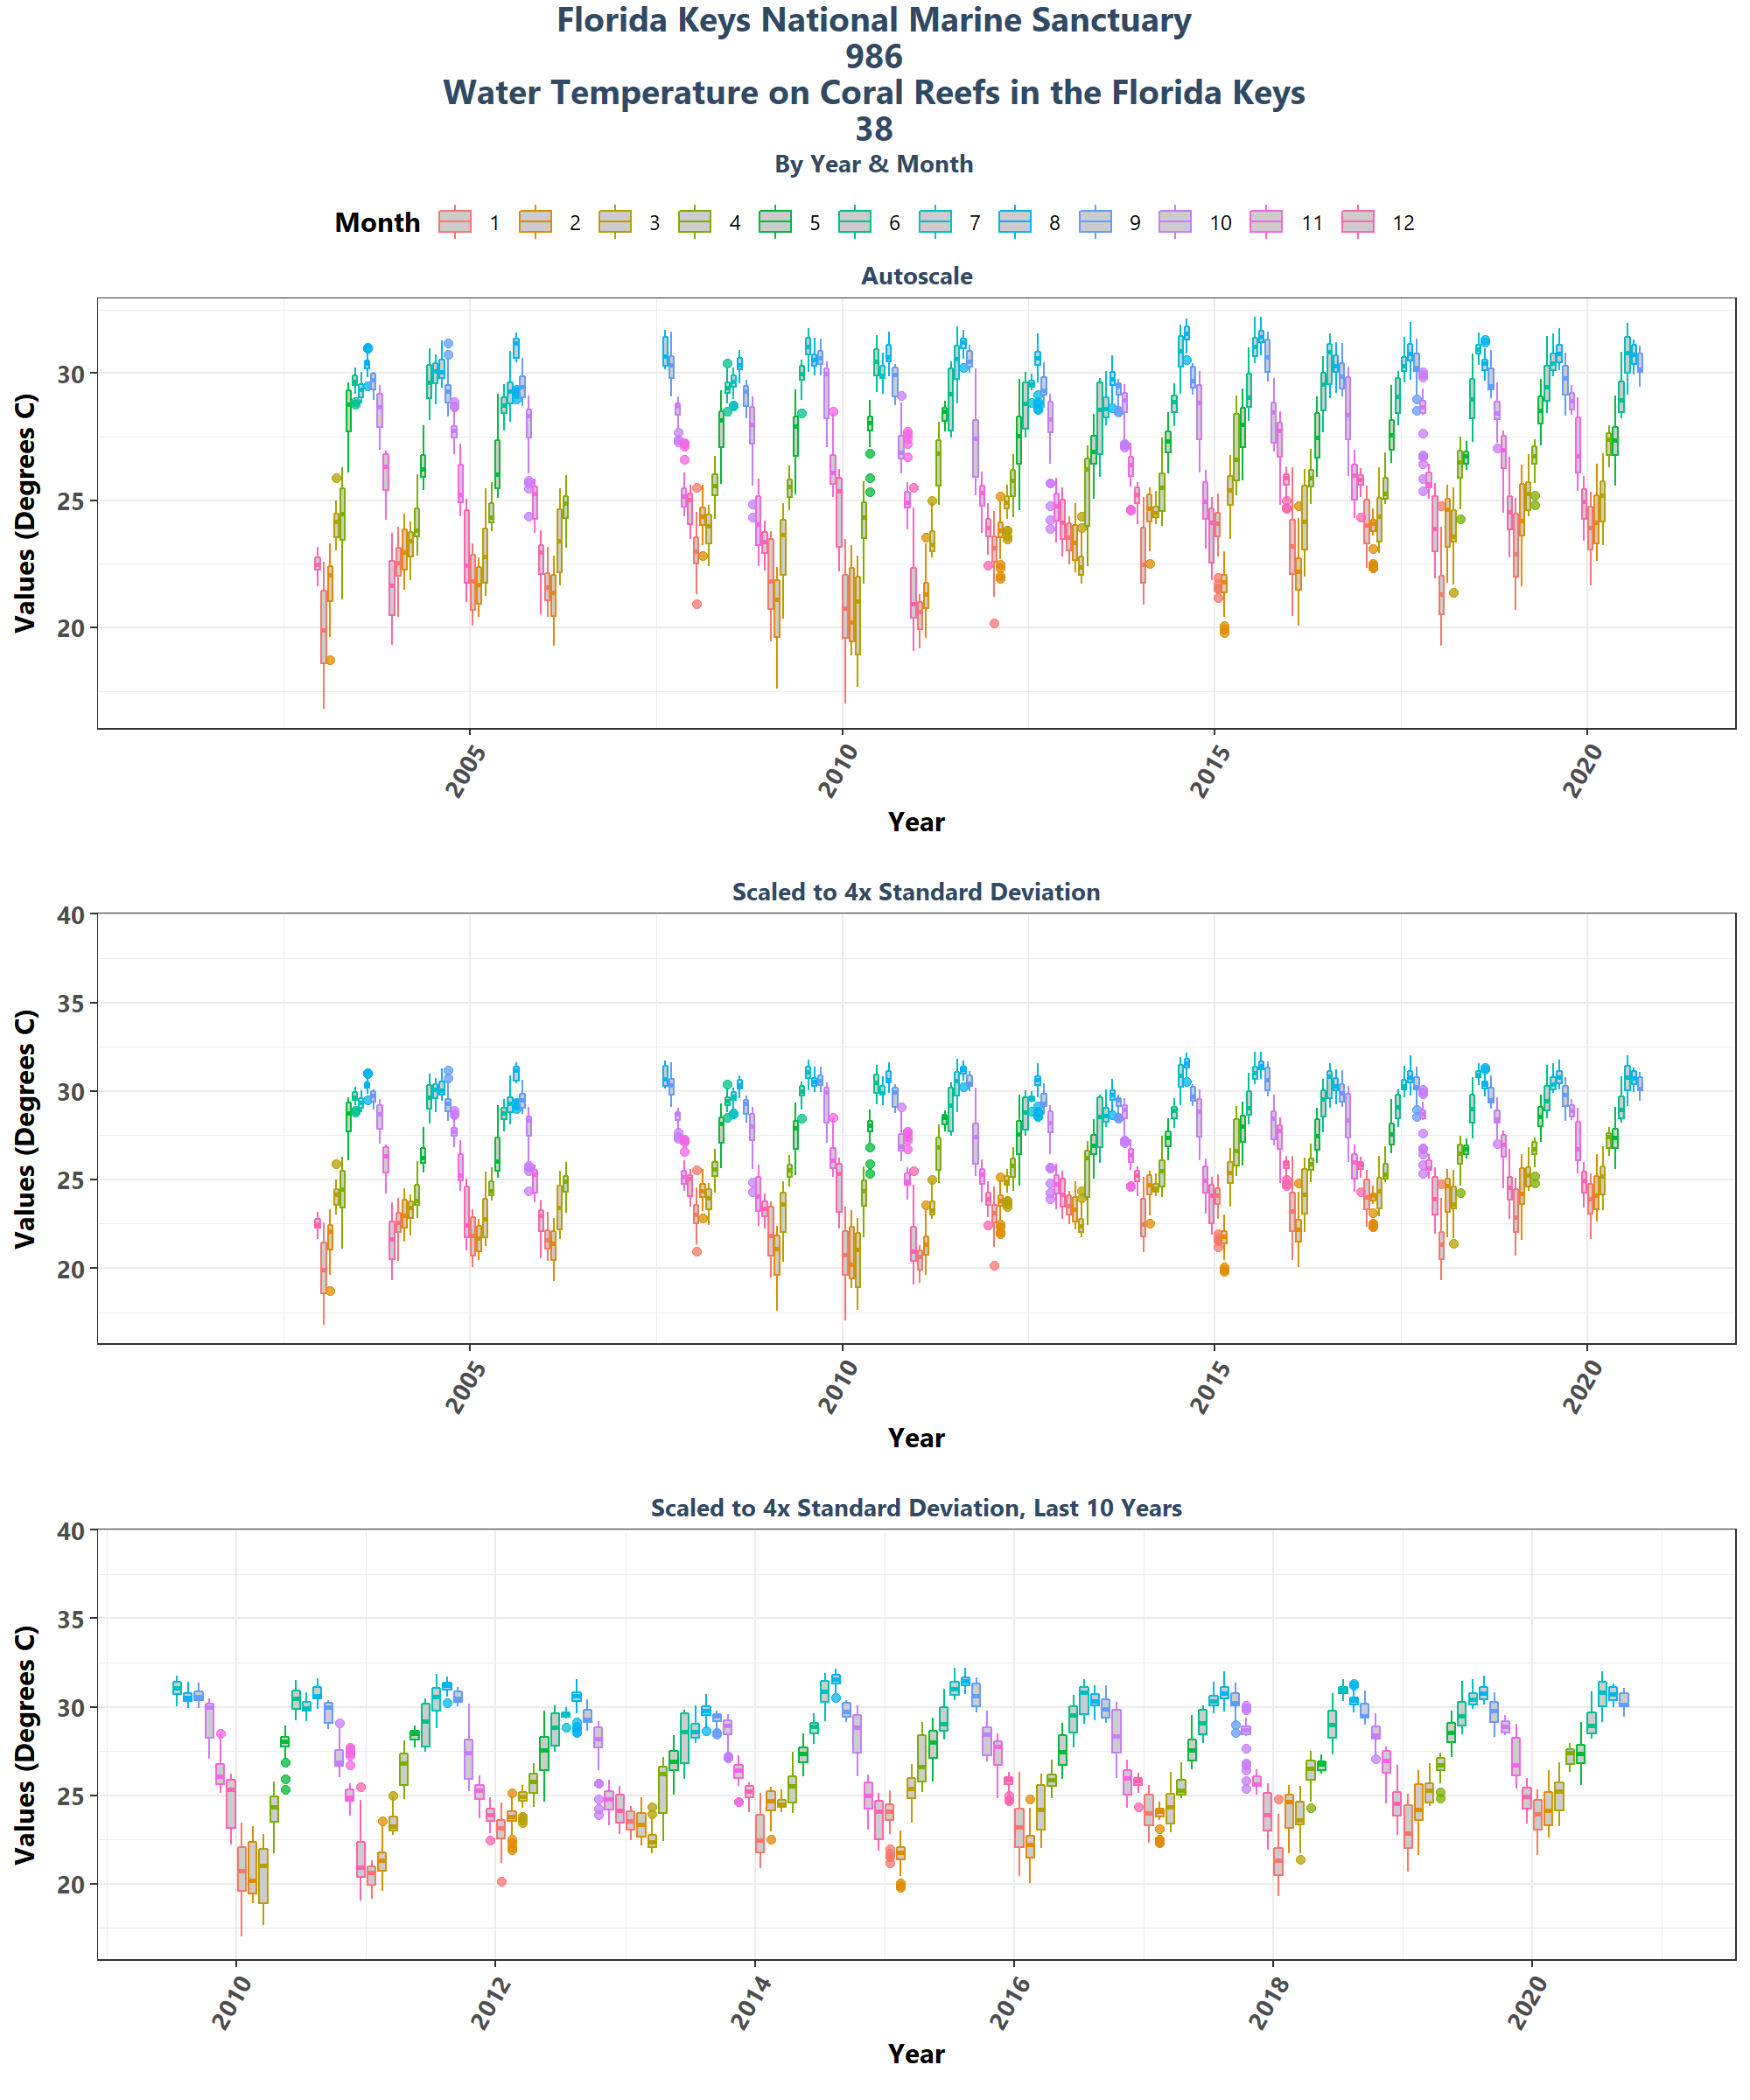 Florida Keys National Marine Sanctuary
986
Water Temperature on Coral Reefs in the Florida Keys
38
By Year & Month
Month 1 2 3 4 5 6 7 8 9 10 11 12
Autoscale
Values (Degrees C)
30
25
20
2005 2010 2015 2020
Year
Scaled to 4x Standard Deviation
Values (Degrees C)
40
35
30
25
20
2005 2010 2015 2020
Year
Scaled to 4x Standard Deviation, Last 10 Years
Values (Degrees C)
40
35
30
25
20
2010 2012 2014 2016 2018 2020
Year